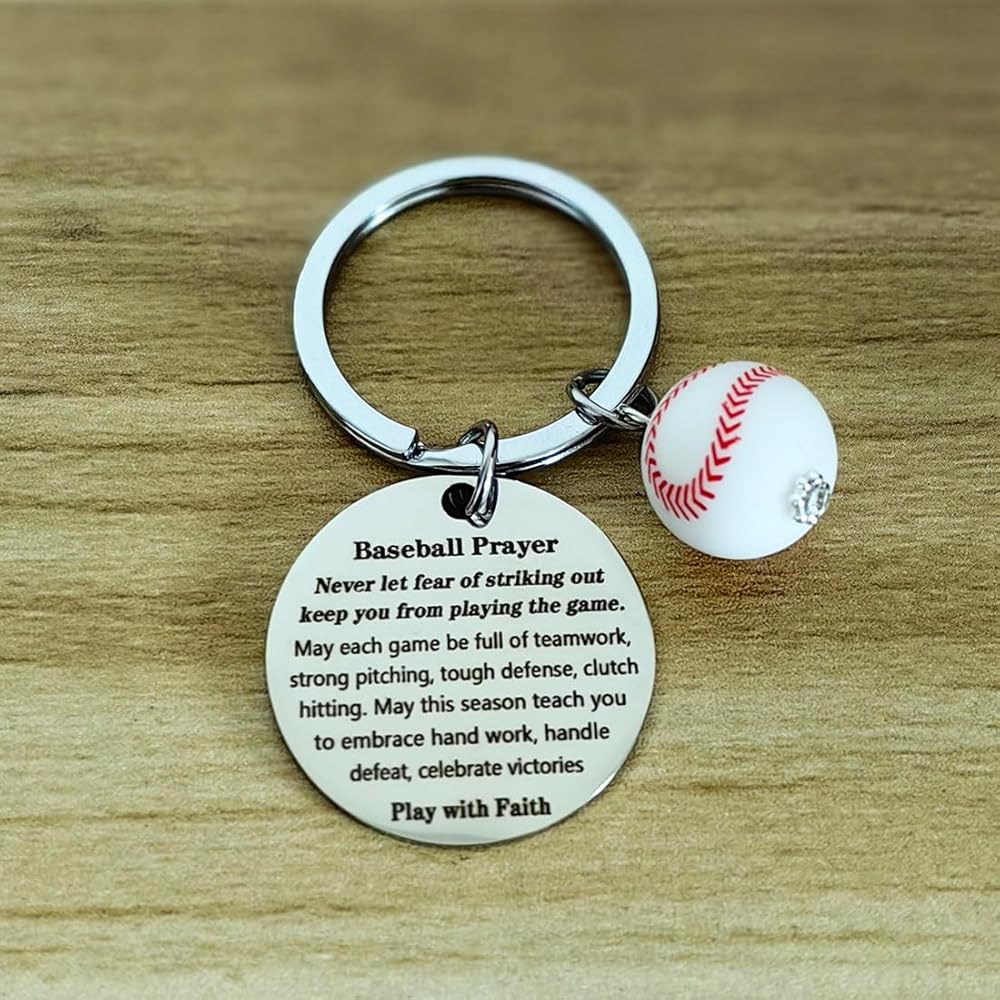 Baseball Prayer
Never let fear of striking out
keep you from playing the game.
May each game be full of teamwork,
strong pitching, tough defense, clutch
hitting. May this season teach you
to embrace hand work, handle
defeat, celebrate victories
Play with Faith